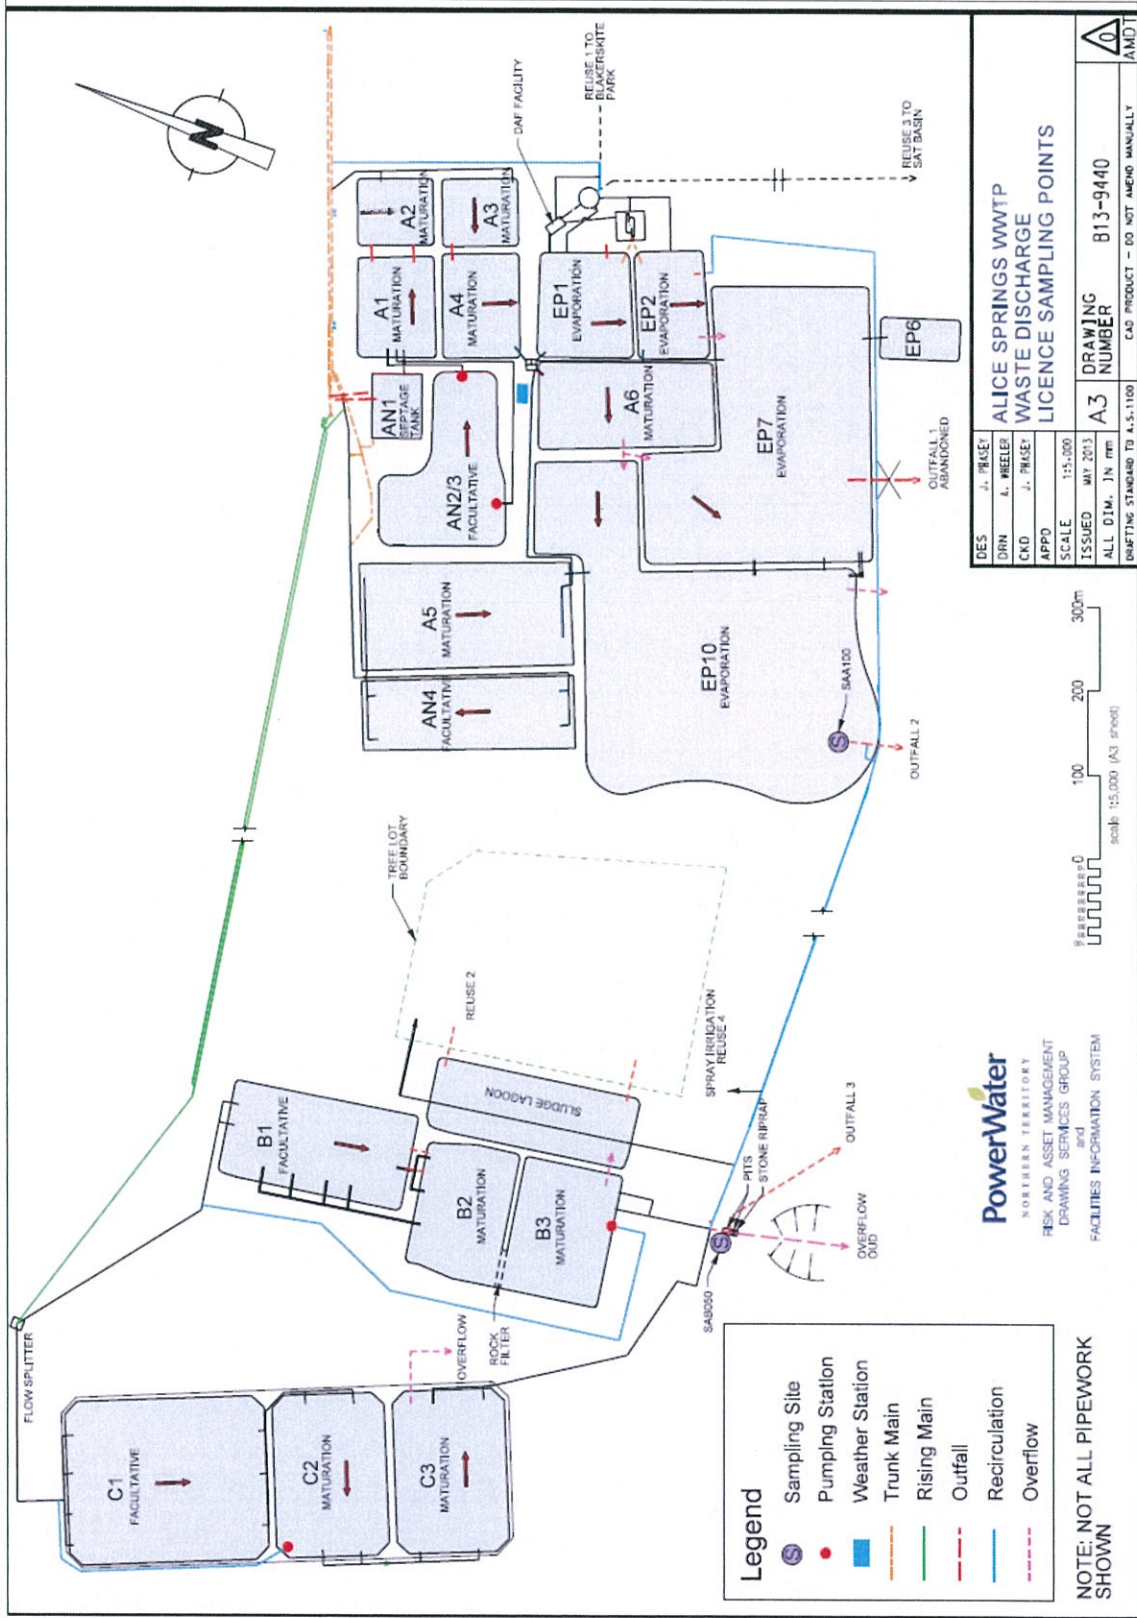 FLOW SPLITTER
C1
FACULTATIVE
C2
MATURATION
C3
MATURATION
OVERFLOW
ROCK
FILTER
B1
FACULTATIVE
B2
MATURATION
B3
MATURATION
SLUDGE LAGOON
REUSE 2
TREE LOT
BOUNDARY
SPRAY IRRIGATION
REUSE 4
PITS
STONE RIPRAP
SAB050
S
OVERFLOW
OUD
OUTFALL 3
N
AN4
FACULTATIVE
A5
MATURATION
AN2/3
FACULTATIVE
AN1
SEPTAGE
TANK
A1
MATURATION
A2
MATURATION
A3
MATURATION
A4
MATURATION
DAF FACILITY
REUSE 1 TO
BLAKERSKITE
PARK
REUSE 3 TO
SAT BASIN
EP1
EVAPORATION
EP2
EVAPORATION
A6
MATURATION
EP7
EVAPORATION
EP6
EP10
EVAPORATION
S
SAA100
OUTFALL 2
OUTFALL 1
ABANDONED
Legend
S Sampling Site
Pumping Station
Weather Station
Trunk Main
Rising Main
Outfall
Recirculation
Overflow
NOTE: NOT ALL PIPEWORK
SHOWN
PowerWater
NORTHERN TERRITORY
RISK AND ASSET MANAGEMENT
DRAWING SERVICES GROUP
and
FACILITIES INFORMATION SYSTEM
0 100 200 300m
scale 1:5,000 (A3 sheet)
DES J. PHASEY
DRN A. WHEELER
CKD J. PHASEY
APPD
SCALE 1:5,000
ISSUED MAY 2013
ALL DIM. IN mm
A3
ALICE SPRINGS WWTP
WASTE DISCHARGE
LICENCE SAMPLING POINTS
DRAWING
NUMBER
B13-9440
0
AMDT
DRAFTING STANDARD TO A.S.1100
CAD PRODUCT - DO NOT AMEND MANUALLY